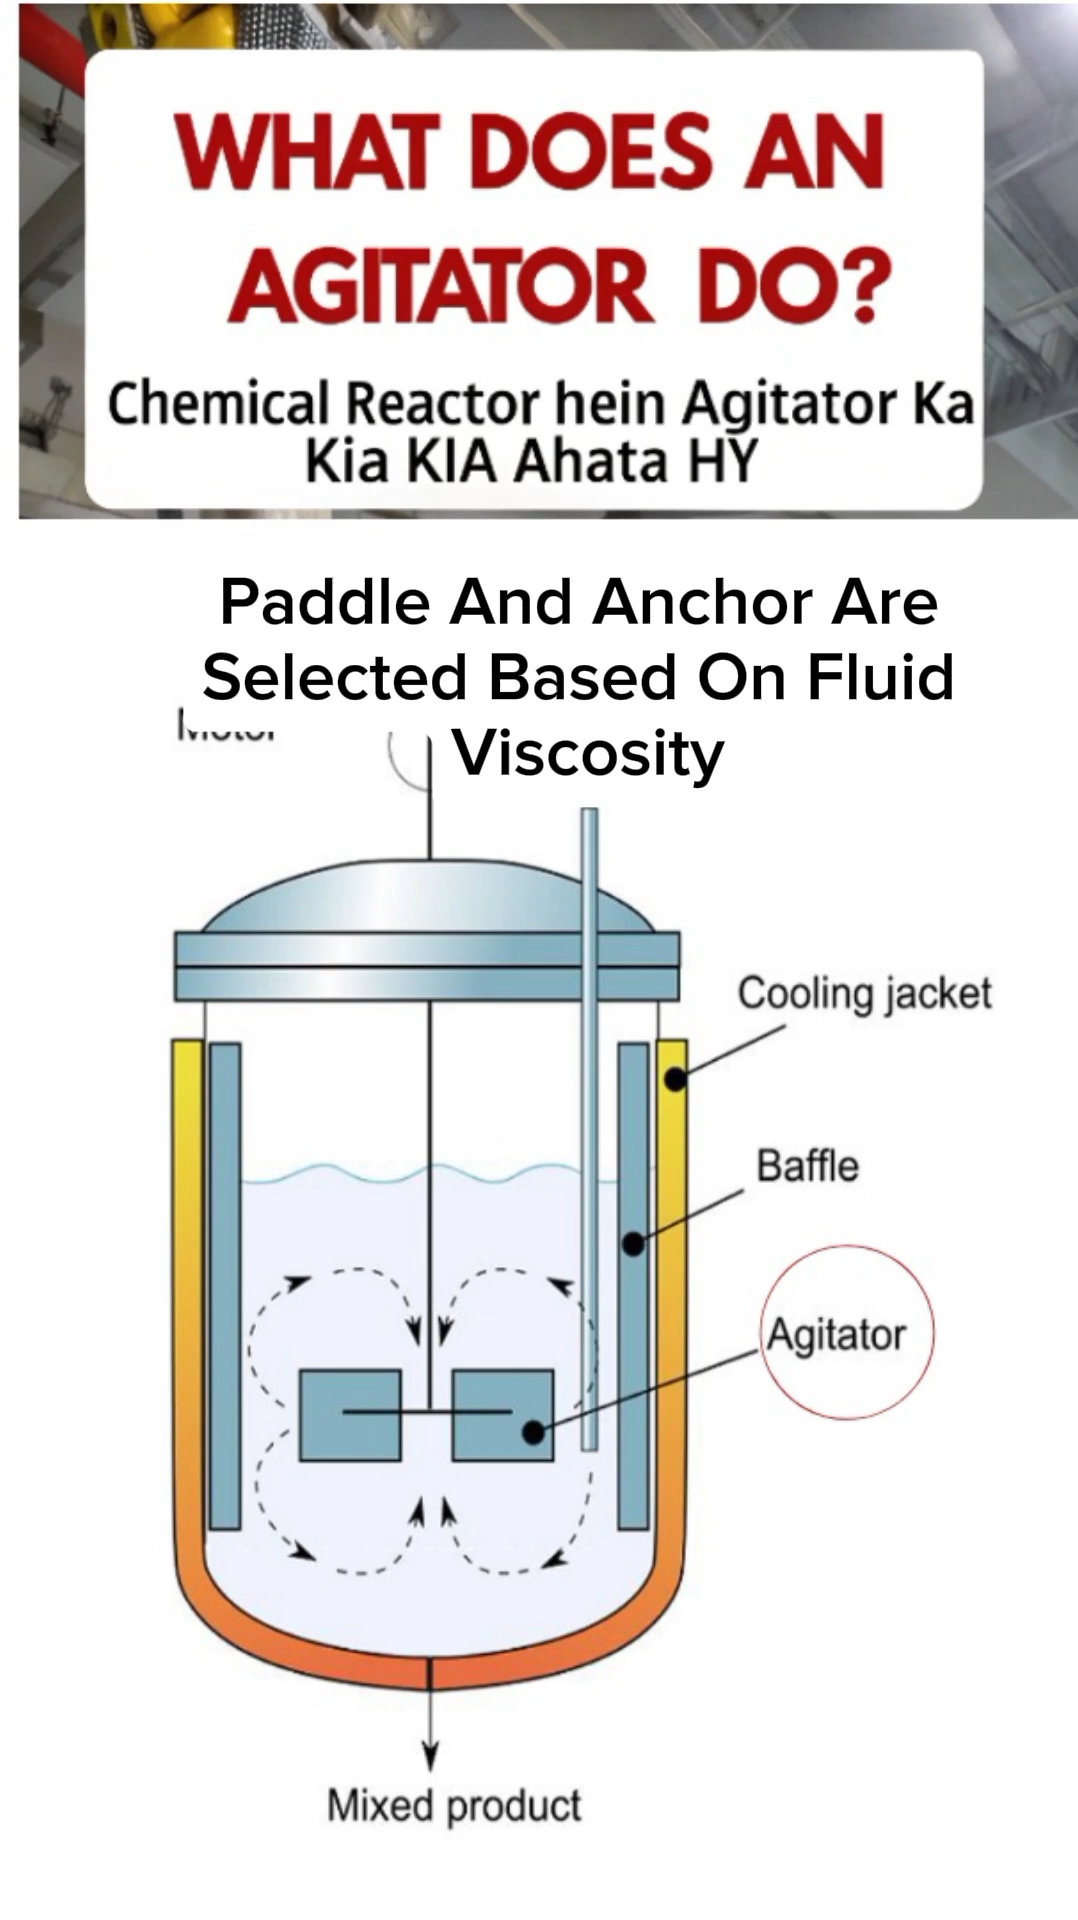 WHAT DOES AN
AGITATOR DO?
Chemical Reactor hein Agitator Ka
Kia KIA Ahata HY
Paddle And Anchor Are
Selected Based On Fluid
Viscosity
Motor
Cooling jacket
Baffle
Agitator
Mixed product